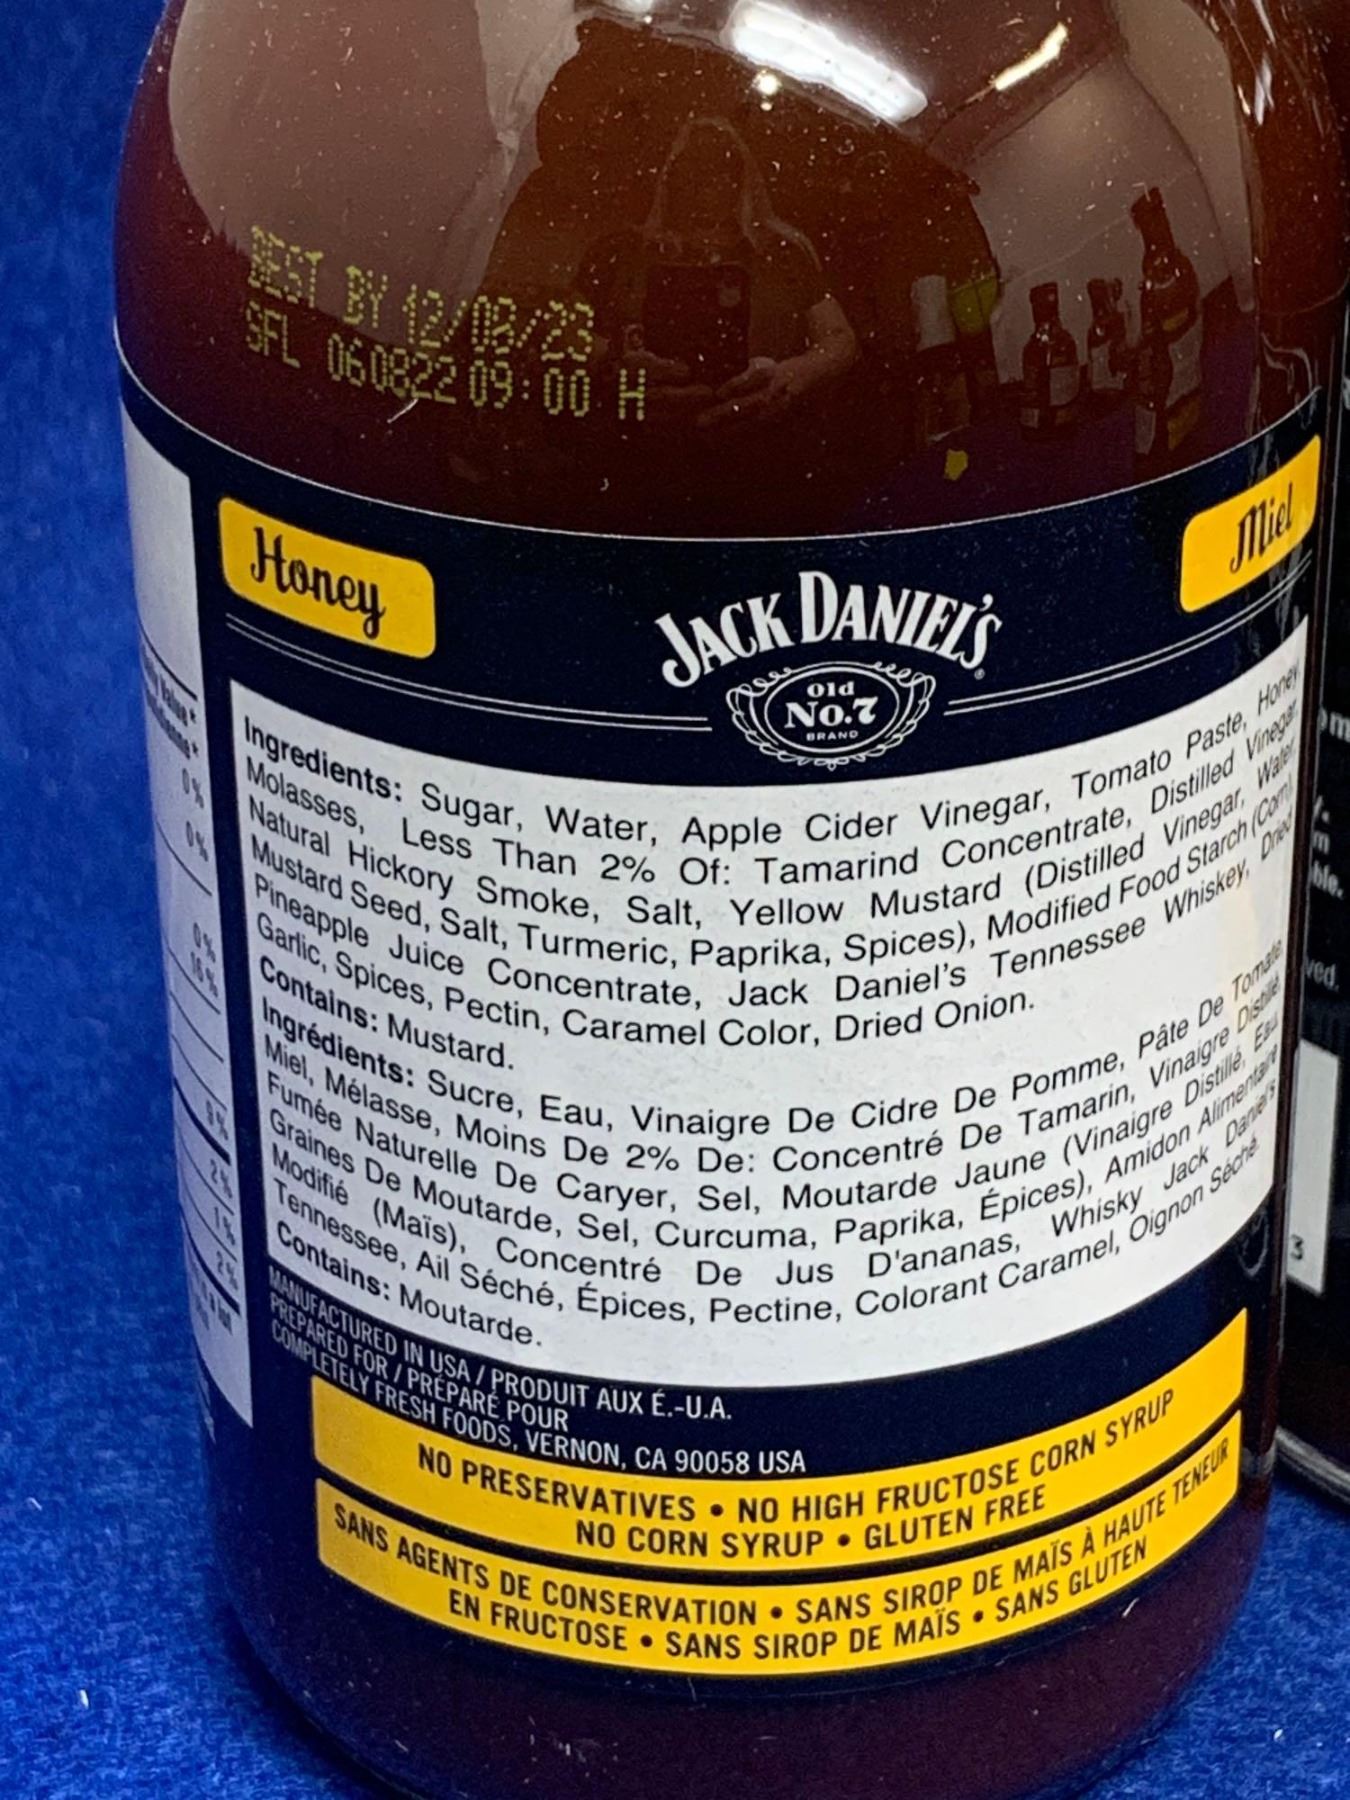 BEST BY 12/08/23
SFL 060822 09:00 H
Honey
Miel
JACK DANIEL'S
Old
No.7
BRAND
Ingredients: Sugar, Water, Apple Cider Vinegar, Tomato Paste, Honey,
Molasses, Less Than 2% Of: Tamarind Concentrate, Distilled Vinegar,
Natural Hickory Smoke, Salt, Yellow Mustard (Distilled Vinegar, Water,
Mustard Seed, Salt, Turmeric, Paprika, Spices), Modified Food Starch (Corn),
Pineapple Juice Concentrate, Jack Daniel's Tennessee Whiskey, Dried
Garlic, Spices, Pectin, Caramel Color, Dried Onion.
Contains: Mustard.
Ingrédients: Sucre, Eau, Vinaigre De Cidre De Pomme, Pâte De Tomate,
Miel, Mélasse, Moins De 2% De: Concentré De Tamarin, Vinaigre Distillé,
Fumée Naturelle De Caryer, Sel, Moutarde Jaune (Vinaigre Distillé, Eau,
Graines De Moutarde, Sel, Curcuma, Paprika, Épices), Amidon Alimentaire
Modifié (Maïs), Concentré De Jus D'ananas, Whisky Jack Daniel's
Tennessee, Ail Séché, Épices, Pectine, Colorant Caramel, Oignon Séché.
Contains: Moutarde.
MANUFACTURED IN USA / PRODUIT AUX É.-U.A.
PREPARED FOR / PRÉPARÉ POUR
COMPLETELY FRESH FOODS, VERNON, CA 90058 USA
NO PRESERVATIVES • NO HIGH FRUCTOSE CORN SYRUP
NO CORN SYRUP • GLUTEN FREE
SANS AGENTS DE CONSERVATION • SANS SIROP DE MAÏS À HAUTE TENEUR
EN FRUCTOSE • SANS SIROP DE MAÏS • SANS GLUTEN
0%
0%
0%
16%
9%
2%
1%
2%
3